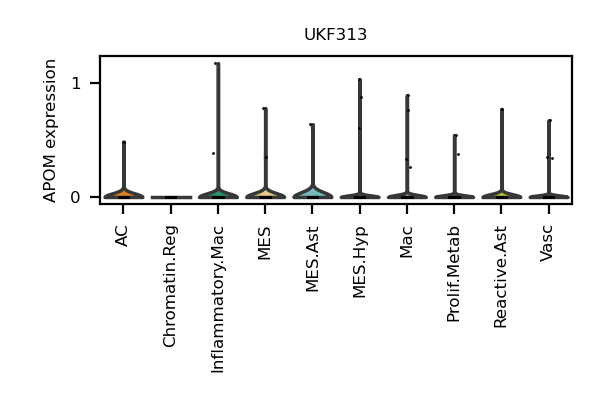 UKF313
APOM expression
1
0
AC
Chromatin.Reg
Inflammatory.Mac
MES
MES.Ast
MES.Hyp
Mac
Prolif.Metab
Reactive.Ast
Vasc